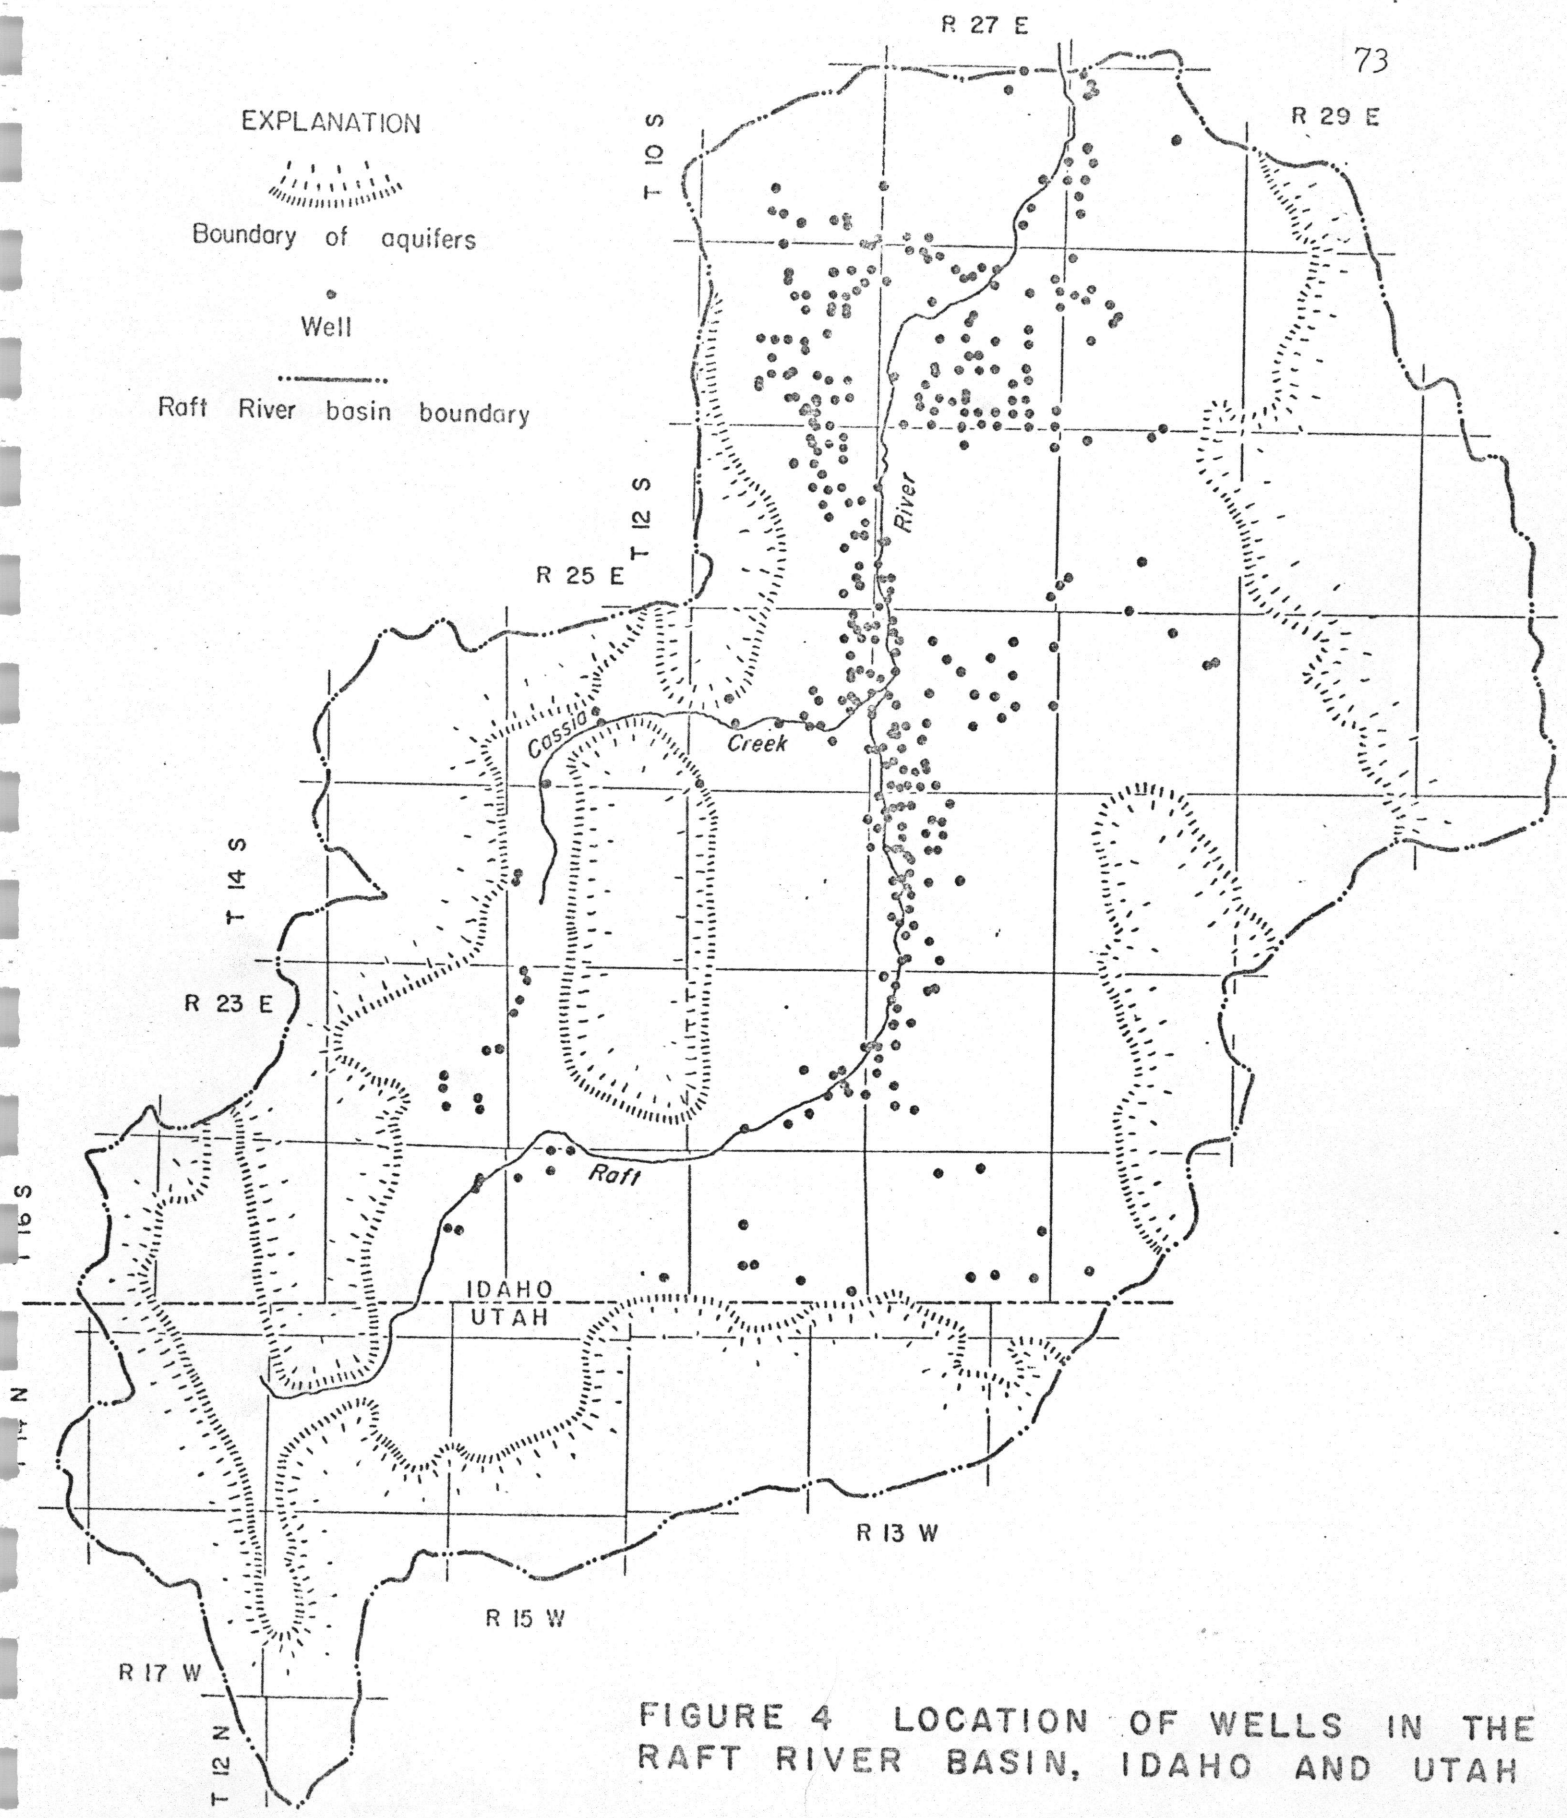 R 27 E
73
EXPLANATION
R 29 E
T 10 S
Boundary of aquifers
Well
Raft River basin boundary
T 12 S
River
R 25 E
Cassia
Creek
T 14 S
R 23 E
Raft
16 S
IDAHO
UTAH
N
R 13 W
R 15 W
R 17 W
T 12 N
FIGURE 4 LOCATION OF WELLS IN THE
RAFT RIVER BASIN, IDAHO AND UTAH